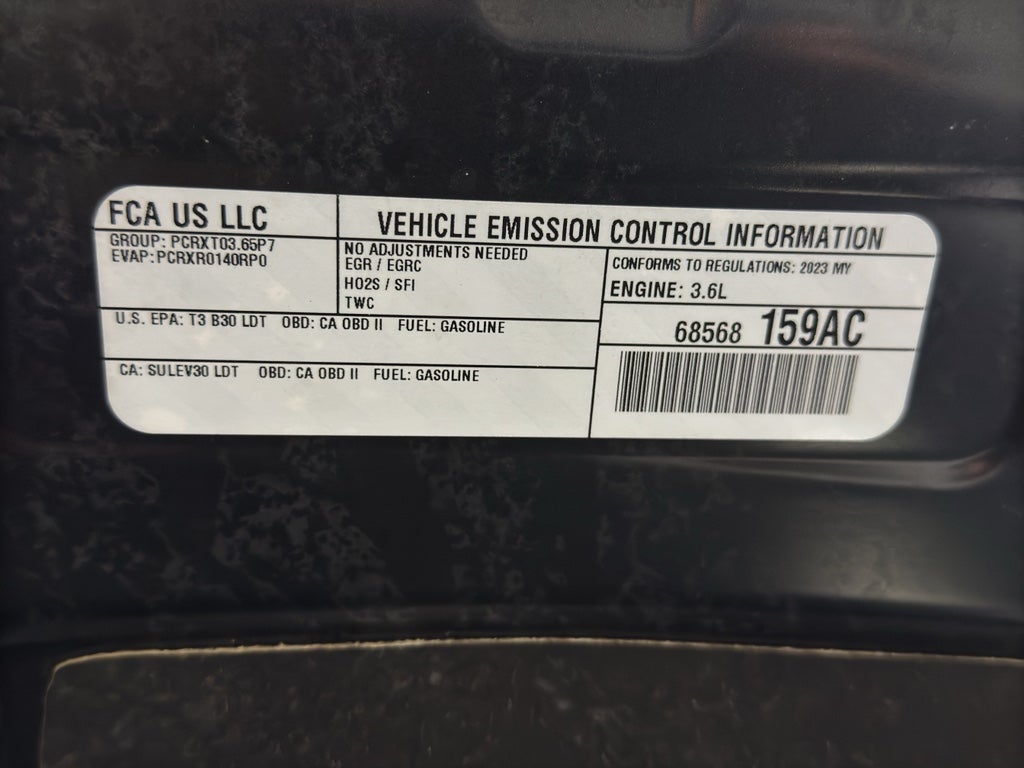 FCA US LLC
GROUP: PCRXT03.65P7
EVAP: PCRXR0140RP0
VEHICLE EMISSION CONTROL INFORMATION
NO ADJUSTMENTS NEEDED
EGR / EGRC
HO2S / SFI
TWC
CONFORMS TO REGULATIONS: 2023 MY
ENGINE: 3.6L
68568 159AC
U.S. EPA: T3 B30 LDT OBD: CA OBD II FUEL: GASOLINE
CA: SULEV30 LDT OBD: CA OBD II FUEL: GASOLINE